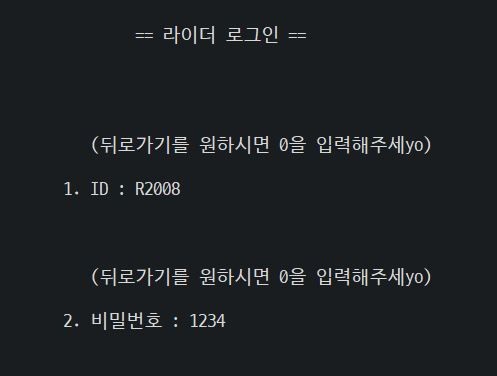 == 라이더 로그인 ==
(뒤로가기를 원하시면 0을 입력해주세yo)
1. ID : R2008
(뒤로가기를 원하시면 0을 입력해주세yo)
2. 비밀번호 : 1234